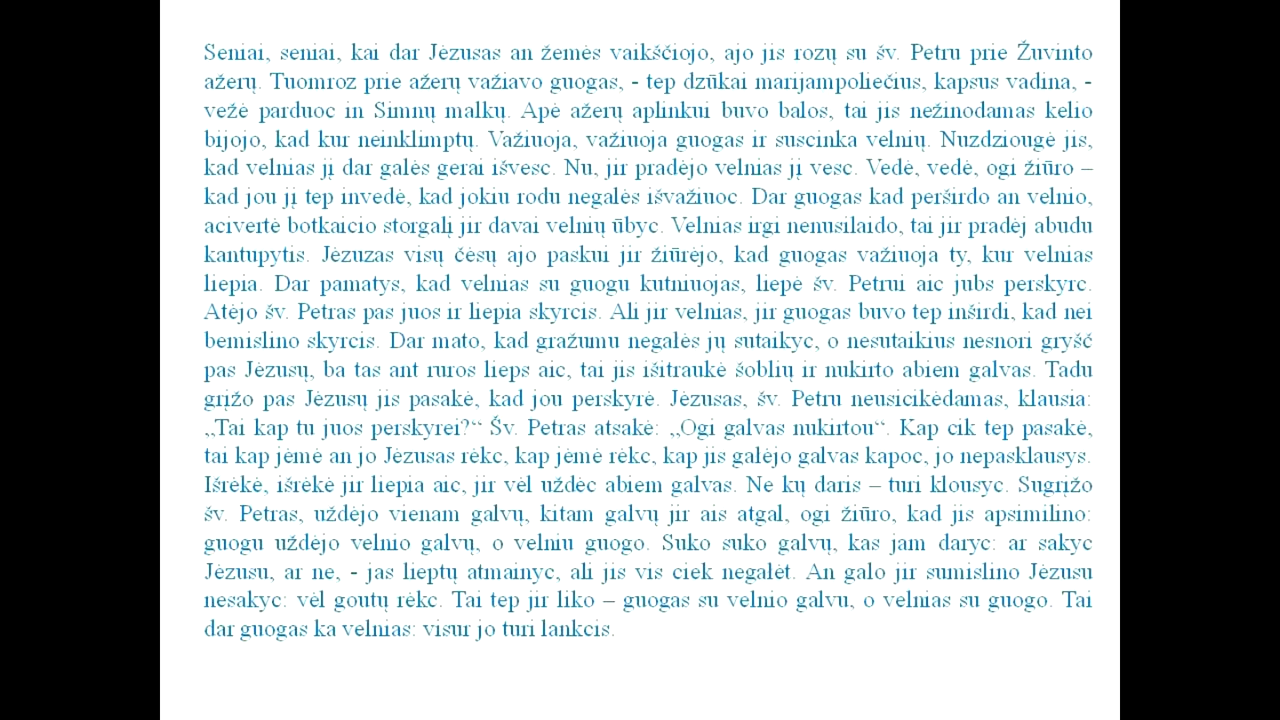 Seniai, seniai, kai dar Jėzusas an žemės vaikščiojo, ajo jis rozų su šv. Petru prie Žuvinto
ažerų. Tuomroz prie ažerų važiavo guogas, - tep dzūkai marijampoliečius, kapsus vadina, -
vežė parduoc in Simnų malkų. Apė ažerų aplinkui buvo balos, tai jis nežinodamas kelio
bijojo, kad kur neinklimptų. Važiuoja, važiuoja guogas ir suscinka velnių. Nuzdziougė jis,
kad velnias jį dar galės gerai išvesc. Nu, jir pradėjo velnias jį vesc. Vedė, vedė, ogi žiūro –
kad jou jį tep invedė, kad jokiu rodu negalės išvažiuoc. Dar guogas kad perširdo an velnio,
acivertė botkaicio storgalį jir davai velnių ūbyc. Velnias irgi nenusilaido, tai jir pradėj abudu
kantupytis. Jėzuzas visų čėsų ajo paskui jir žiūrėjo, kad guogas važiuoja ty, kur velnias
liepia. Dar pamatys, kad velnias su guogu kutniuojas, liepė šv. Petrui aic jubs perskyrc.
Atėjo šv. Petras pas juos ir liepia skyrcis. Ali jir velnias, jir guogas buvo tep inširdi, kad nei
bemislino skyrcis. Dar mato, kad gražumu negalės jų sutaikyc, o nesutaikius nesnori gryšč
pas Jėzusų, ba tas ant ruros lieps aic, tai jis išitraukė šoblių ir nukirto abiem galvas. Tadu
grįžo pas Jėzusų jis pasakė, kad jou perskyrė. Jėzusas, šv. Petru neusicikėdamas, klausia:
„Tai kap tu juos perskyrei?“ Šv. Petras atsakė: „Ogi galvas nukirtou“. Kap cik tep pasakė,
tai kap jėmė an jo Jėzusas rėkc, kap jėmė rėkc, kap jis galėjo galvas kapoc, jo nepasklausys.
Išrėkė, išrėkė jir liepia aic, jir vėl uždėc abiem galvas. Ne kų daris – turi klousyc. Sugrįžo
šv. Petras, uždėjo vienam galvų, kitam galvų jir ais atgal, ogi žiūro, kad jis apsimilino:
guogu uždėjo velnio galvų, o velniu guogo. Suko suko galvų, kas jam daryc: ar sakyc
Jėzusu, ar ne, - jas lieptų atmainyc, ali jis vis ciek negalėt. An galo jir sumislino Jėzusu
nesakyc: vėl goutų rėkc. Tai tep jir liko – guogas su velnio galvu, o velnias su guogo. Tai
dar guogas ka velnias: visur jo turi lankcis.